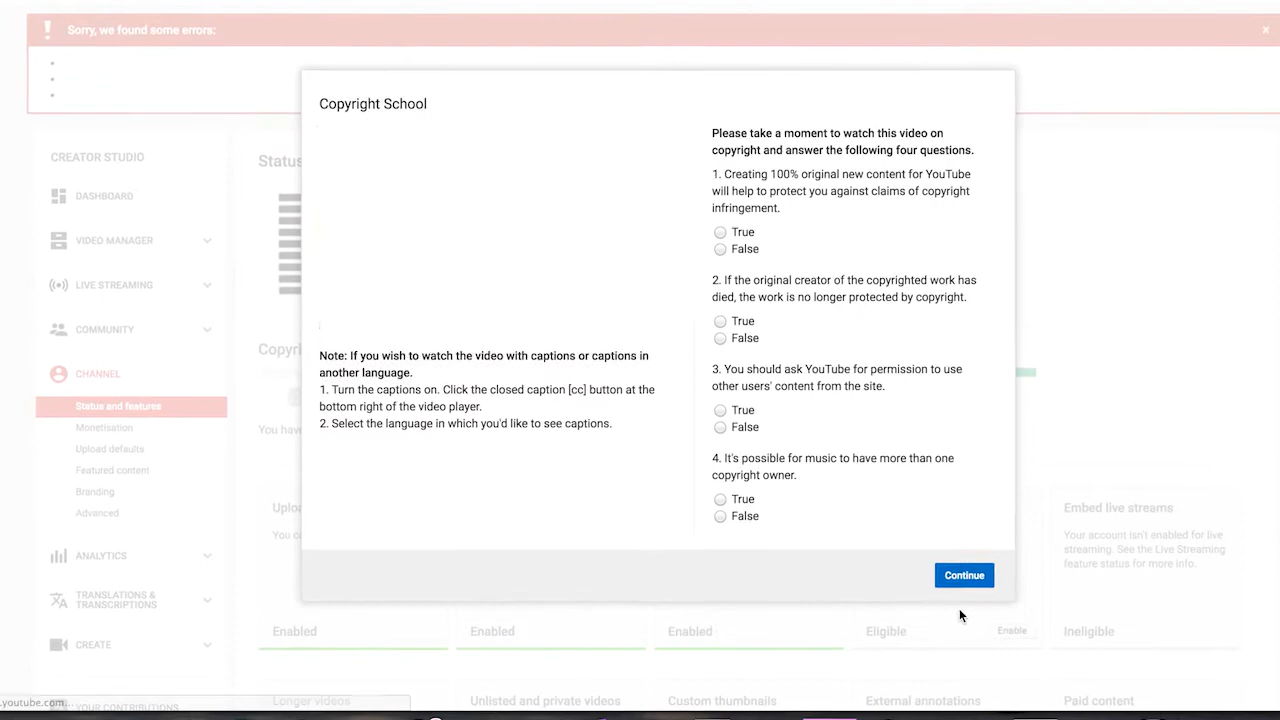 Sorry, we found some errors:
Copyright School
Please take a moment to watch this video on
copyright and answer the following four questions.
1. Creating 100% original new content for YouTube
will help to protect you against claims of copyright
infringement.
True
False
2. If the original creator of the copyrighted work has
died, the work is no longer protected by copyright.
True
False
3. You should ask YouTube for permission to use
other users' content from the site.
True
False
4. It's possible for music to have more than one
copyright owner.
True
False
Note: If you wish to watch the video with captions or captions in
another language.
1. Turn the captions on. Click the closed caption [cc] button at the
bottom right of the video player.
2. Select the language in which you'd like to see captions.
Continue
CREATOR STUDIO
DASHBOARD
VIDEO MANAGER
LIVE STREAMING
COMMUNITY
CHANNEL
Status and features
Monetisation
Upload defaults
Featured content
Branding
Advanced
ANALYTICS
TRANSLATIONS &
TRANSCRIPTIONS
CREATE
YOUR CONTRIBUTIONS
Statu
Copyri
You have
Uploa
You c
Embed live streams
Your account isn't enabled for live
streaming. See the Live Streaming
feature status for more info.
Enabled
Enabled
Enabled
Eligible
Enable
Ineligible
Longer videos
Unlisted and private videos
Custom thumbnails
External annotations
Paid content
.youtube.com